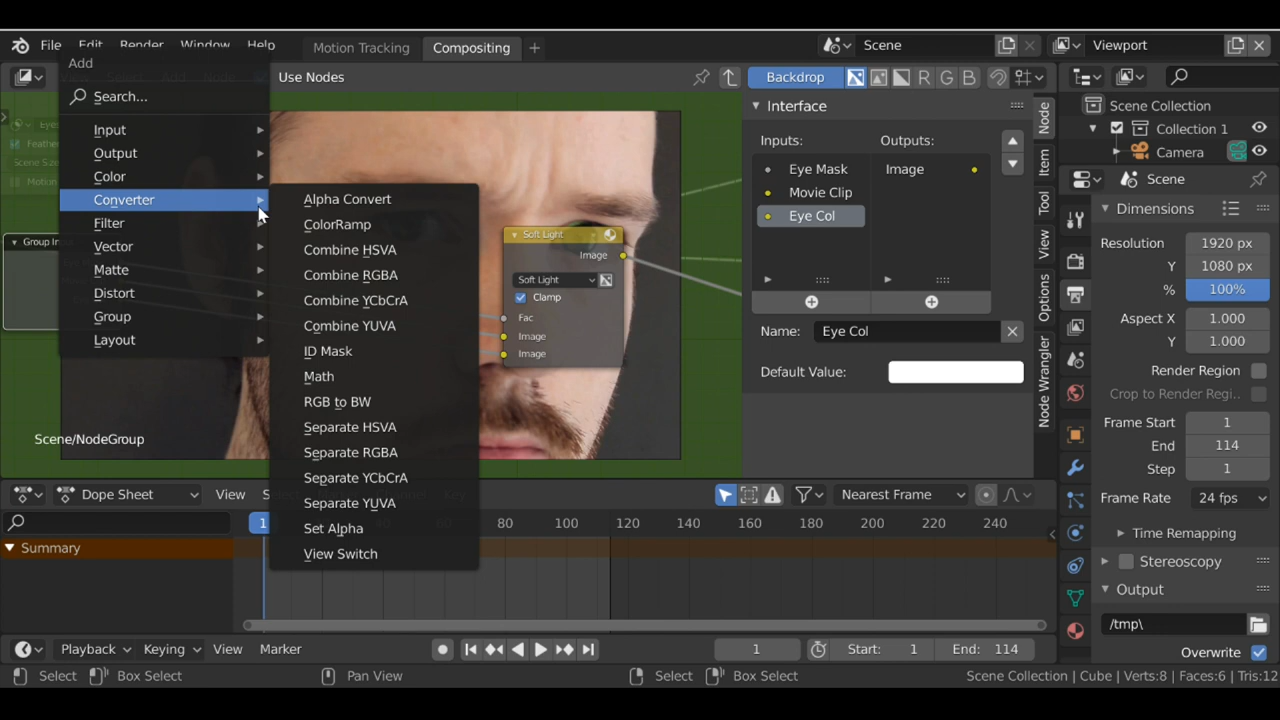 File Edit Render Window Help Motion Tracking Compositing Scene Viewport
Add
Use Nodes Backdrop R G B
Search...
Input
Output
Color
Converter
Filter
Vector
Matte
Distort
Group
Layout
Alpha Convert
ColorRamp
Combine HSVA
Combine RGBA
Combine YCbCrA
Combine YUVA
ID Mask
Math
RGB to BW
Separate HSVA
Separate RGBA
Separate YCbCrA
Separate YUVA
Set Alpha
View Switch
Scene/NodeGroup
Soft Light
Image
Soft Light
Clamp
Fac
Image
Image
Interface
Inputs: Outputs:
Eye Mask Image
Movie Clip
Eye Col
Name: Eye Col
Default Value:
Node
Item
Tool
View
Options
Node Wrangler
Scene Collection
Collection 1
Camera
Scene
Dimensions
Resolution 1920 px
Y 1080 px
% 100%
Aspect X 1.000
Y 1.000
Render Region
Crop to Render Regi..
Frame Start 1
End 114
Step 1
Frame Rate 24 fps
Time Remapping
Stereoscopy
Output
/tmp\
Overwrite
Dope Sheet View Nearest Frame
1 80 100 120 140 160 180 200 220 240
Summary
Playback Keying View Marker 1 Start: 1 End: 114
Select Box Select Pan View Select Box Select Scene Collection | Cube | Verts:8 | Faces:6 | Tris:12